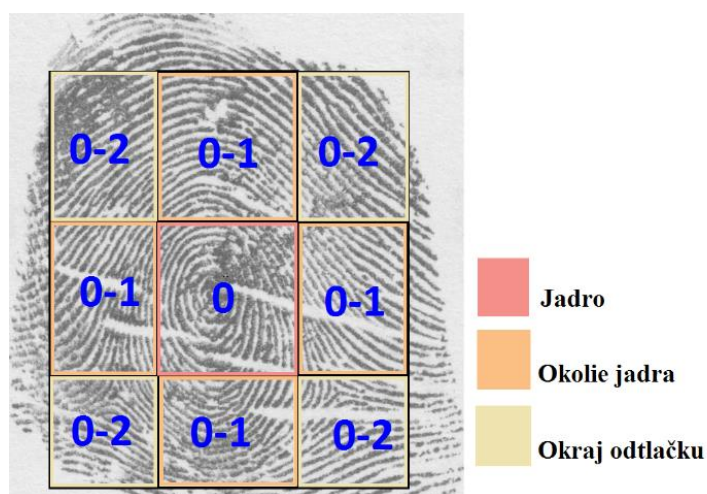 0-2 0-1 0-2
0-1 0 0-1
0-2 0-1 0-2
Jadro
Okolie jadra
Okraj odtlačku